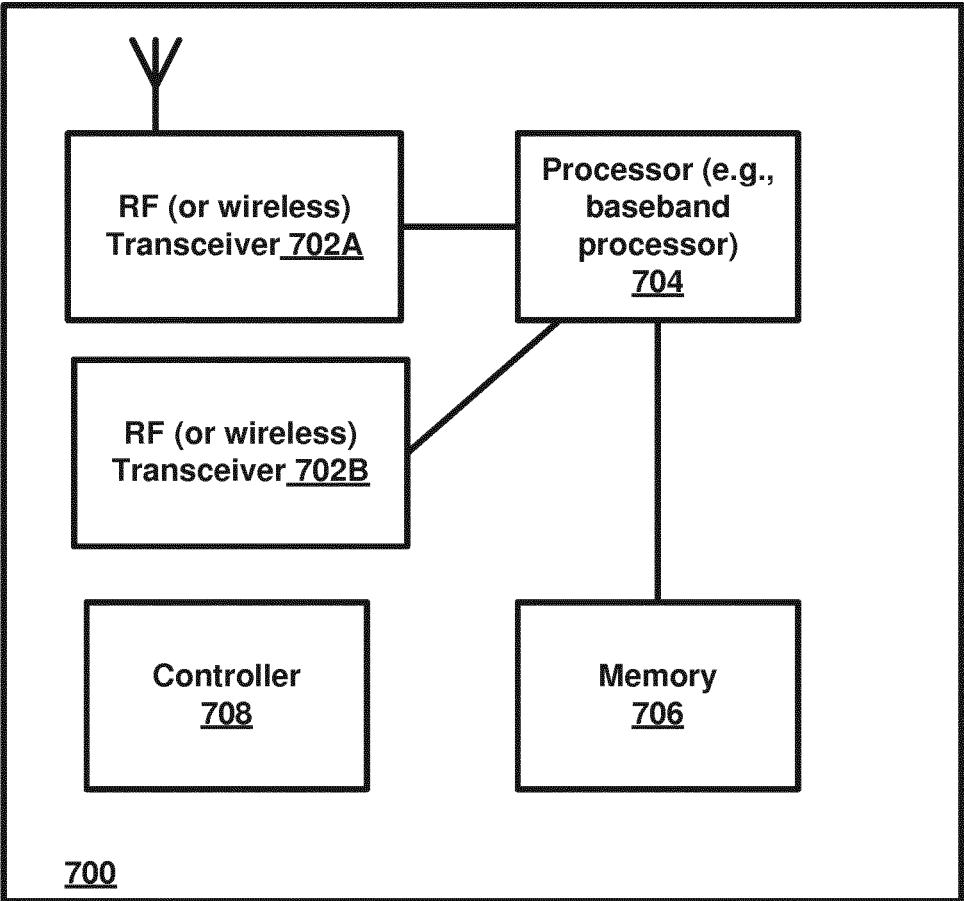 RF (or wireless)
Transceiver 702A
Processor (e.g.,
baseband
processor)
704
RF (or wireless)
Transceiver 702B
Controller
708
Memory
706
700